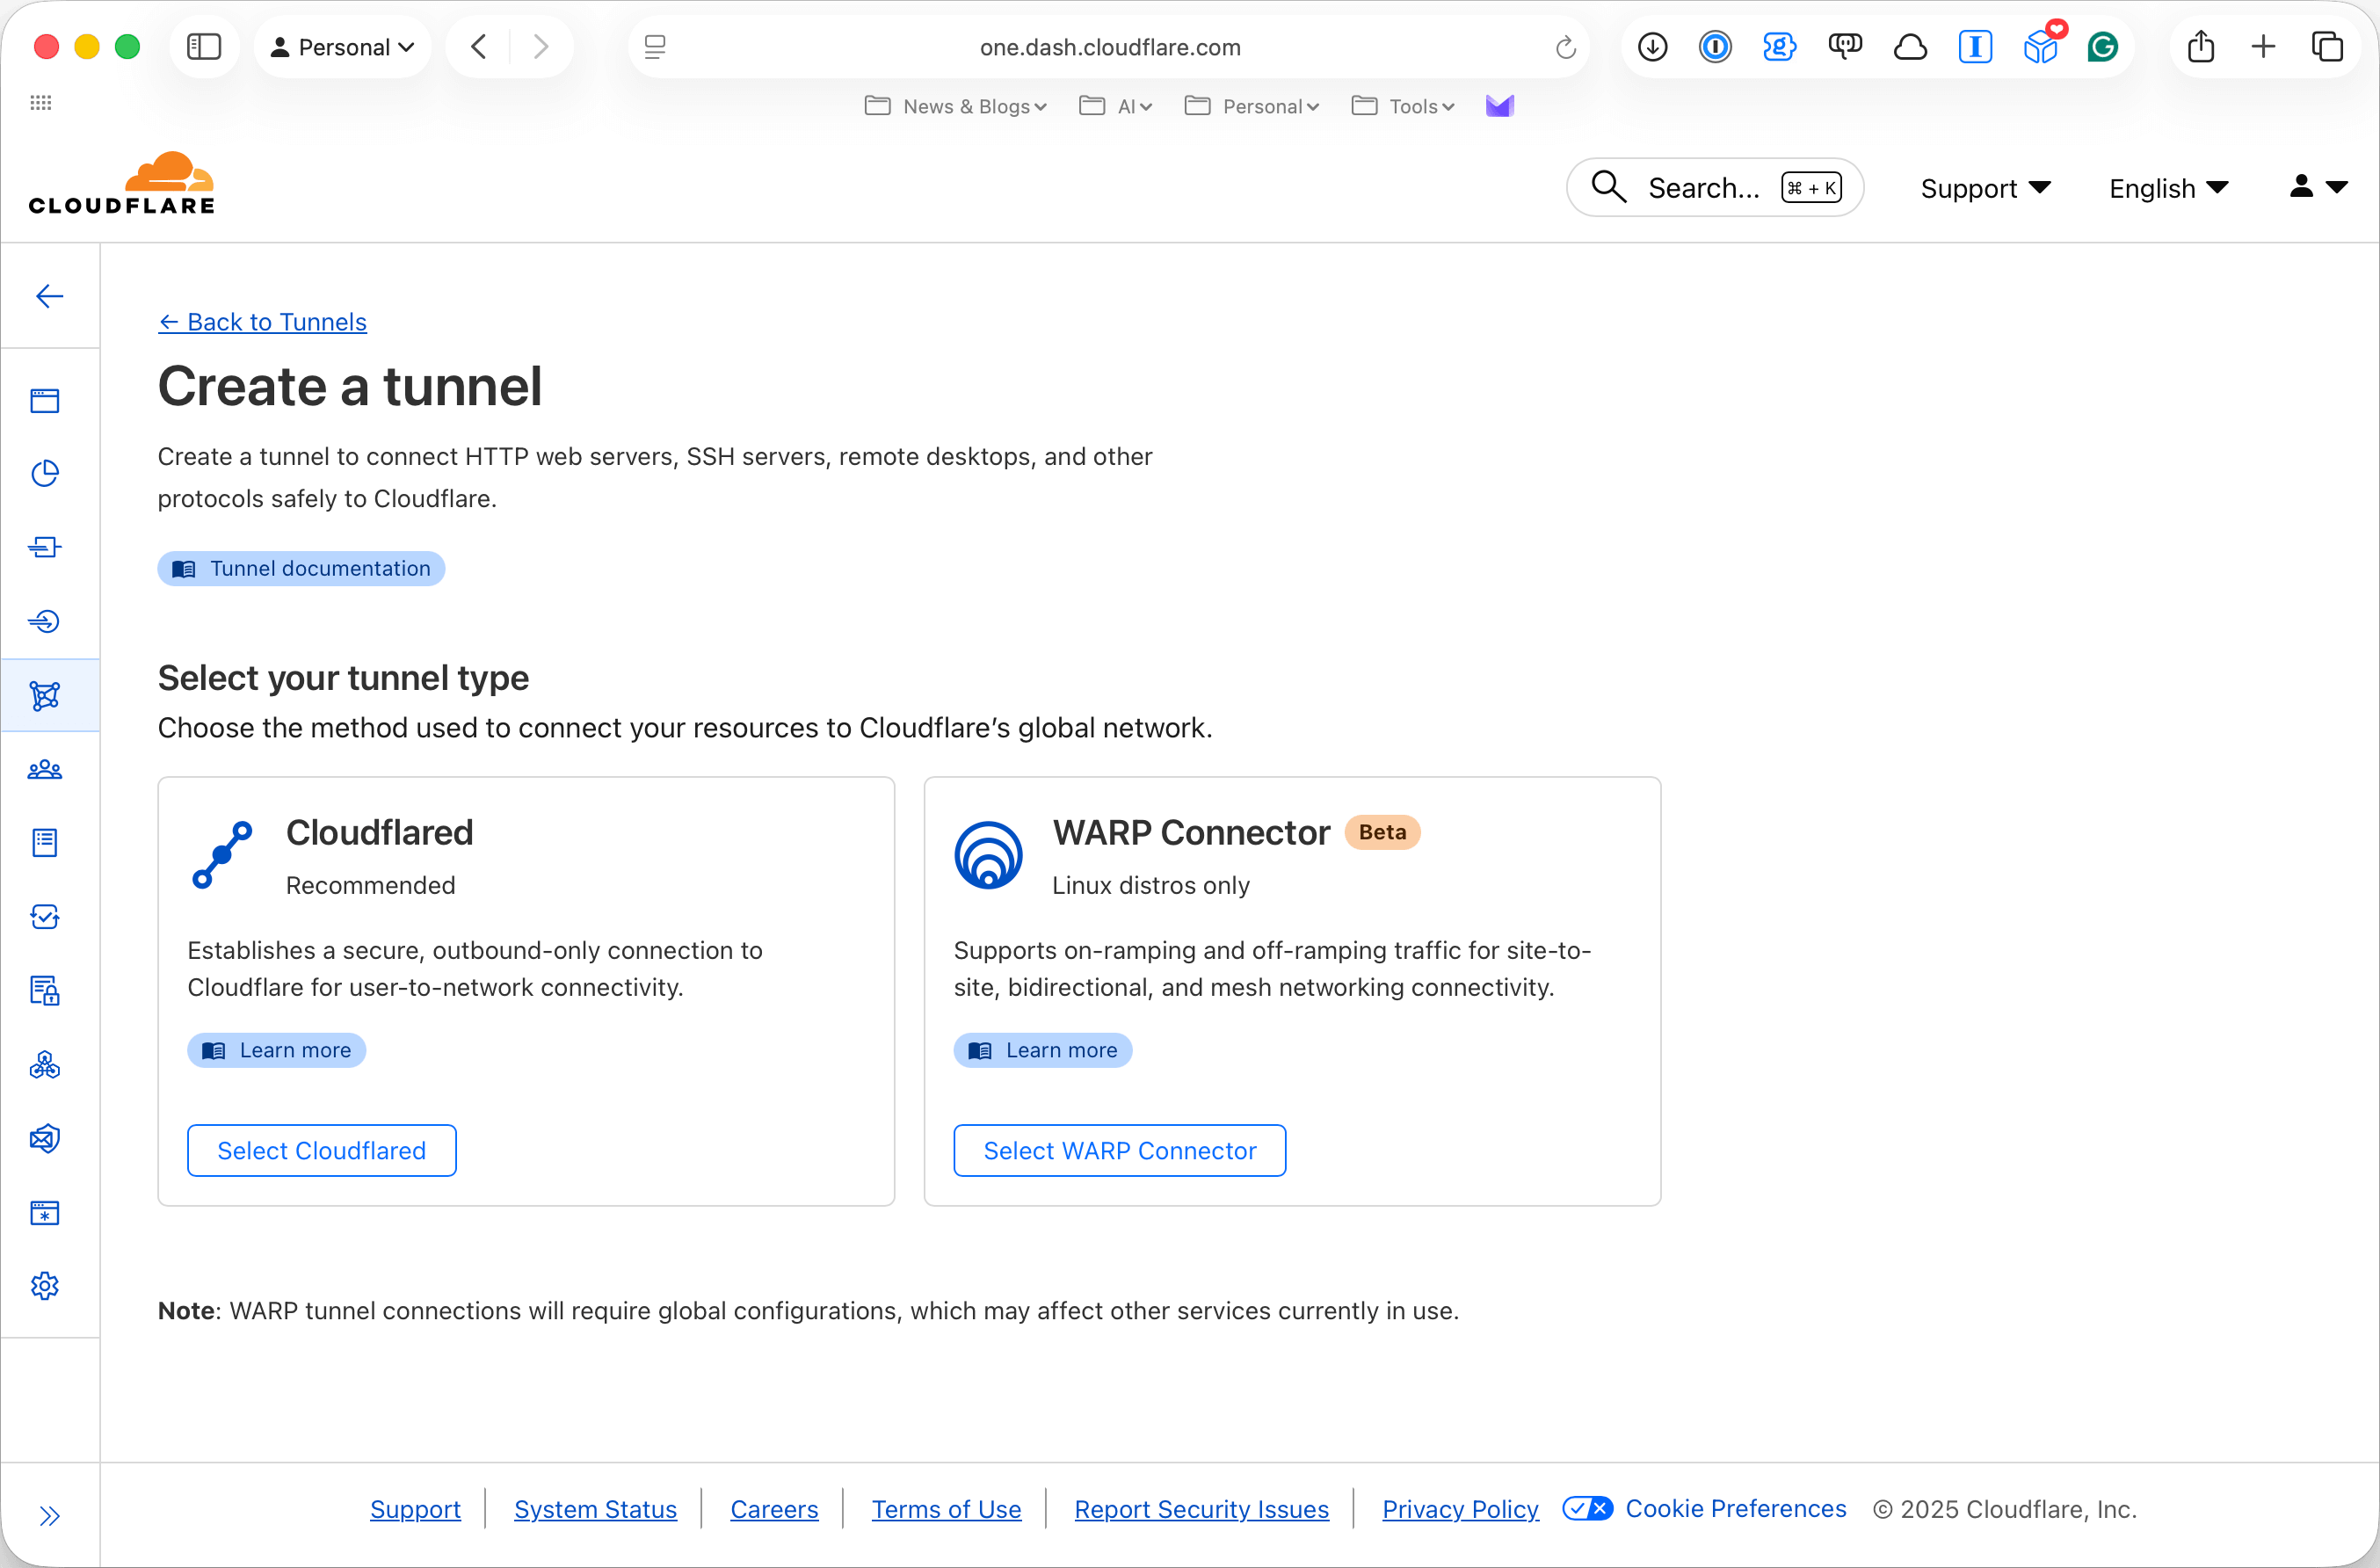 Personal
one.dash.cloudflare.com
News & Blogs
AI
Personal
Tools
CLOUDFLARE
Search...
⌘ + K
Support
English
← Back to Tunnels
Create a tunnel
Create a tunnel to connect HTTP web servers, SSH servers, remote desktops, and other
protocols safely to Cloudflare.
Tunnel documentation
Select your tunnel type
Choose the method used to connect your resources to Cloudflare’s global network.
Cloudflared
Recommended
Establishes a secure, outbound-only connection to
Cloudflare for user-to-network connectivity.
Learn more
Select Cloudflared
WARP Connector Beta
Linux distros only
Supports on-ramping and off-ramping traffic for site-to-
site, bidirectional, and mesh networking connectivity.
Learn more
Select WARP Connector
Note: WARP tunnel connections will require global configurations, which may affect other services currently in use.
Support
System Status
Careers
Terms of Use
Report Security Issues
Privacy Policy
Cookie Preferences
© 2025 Cloudflare, Inc.